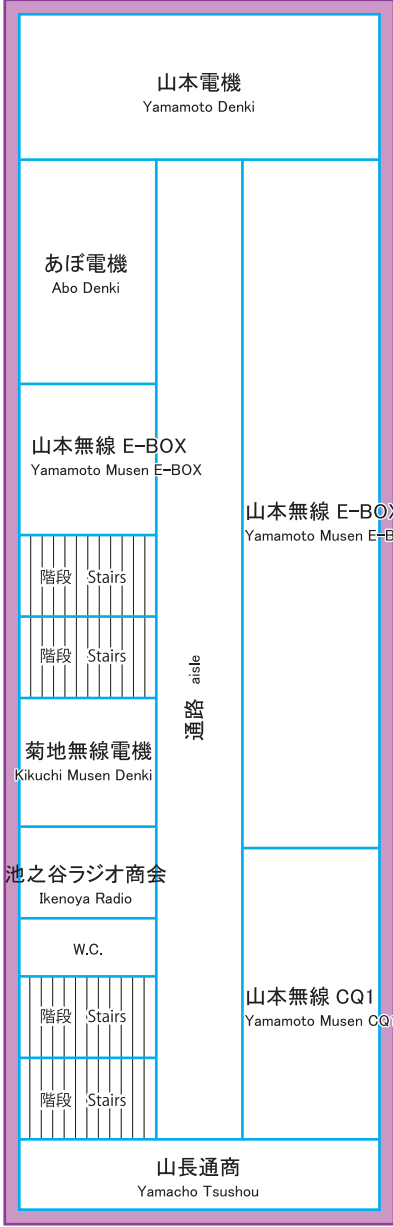 山本電機
Yamamoto Denki
あぼ電機
Abo Denki
山本無線 E-BOX
Yamamoto Musen E-BOX
山本無線 E-BOX
Yamamoto Musen E-B
階段 Stairs
階段 Stairs
通路 aisle
菊地無線電機
Kikuchi Musen Denki
池之谷ラジオ商会
Ikenoya Radio
W.C.
山本無線 CQ1
Yamamoto Musen CQ1
階段 Stairs
階段 Stairs
山長通商
Yamacho Tsushou